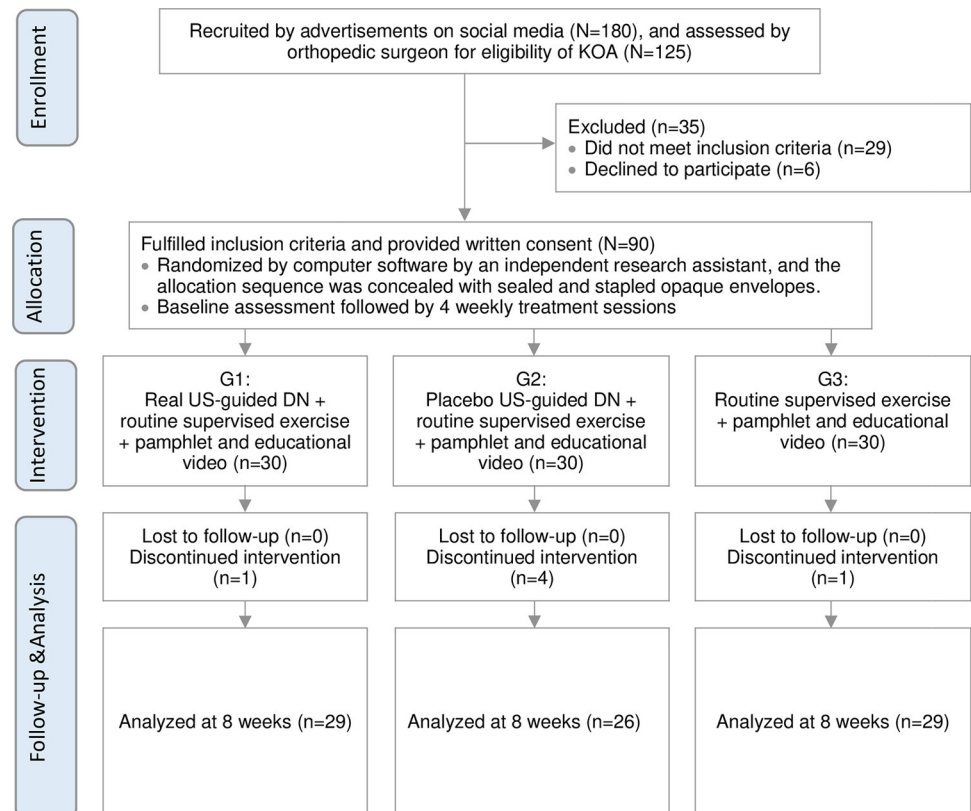 Enrollment
Recruited by advertisements on social media (N=180), and assessed by
orthopedic surgeon for eligibility of KOA (N=125)
Excluded (n=35)
• Did not meet inclusion criteria (n=29)
• Declined to participate (n=6)
Allocation
Fulfilled inclusion criteria and provided written consent (N=90)
• Randomized by computer software by an independent research assistant, and the
allocation sequence was concealed with sealed and stapled opaque envelopes.
• Baseline assessment followed by 4 weekly treatment sessions
Intervention
G1:
Real US-guided DN +
routine supervised exercise
+ pamphlet and educational
video (n=30)
G2:
Placebo US-guided DN +
routine supervised exercise
+ pamphlet and educational
video (n=30)
G3:
Routine supervised exercise
+ pamphlet and educational
video (n=30)
Follow-up &Analysis
Lost to follow-up (n=0)
Discontinued intervention
(n=1)
Lost to follow-up (n=0)
Discontinued intervention
(n=4)
Lost to follow-up (n=0)
Discontinued intervention
(n=1)
Analyzed at 8 weeks (n=29)
Analyzed at 8 weeks (n=26)
Analyzed at 8 weeks (n=29)